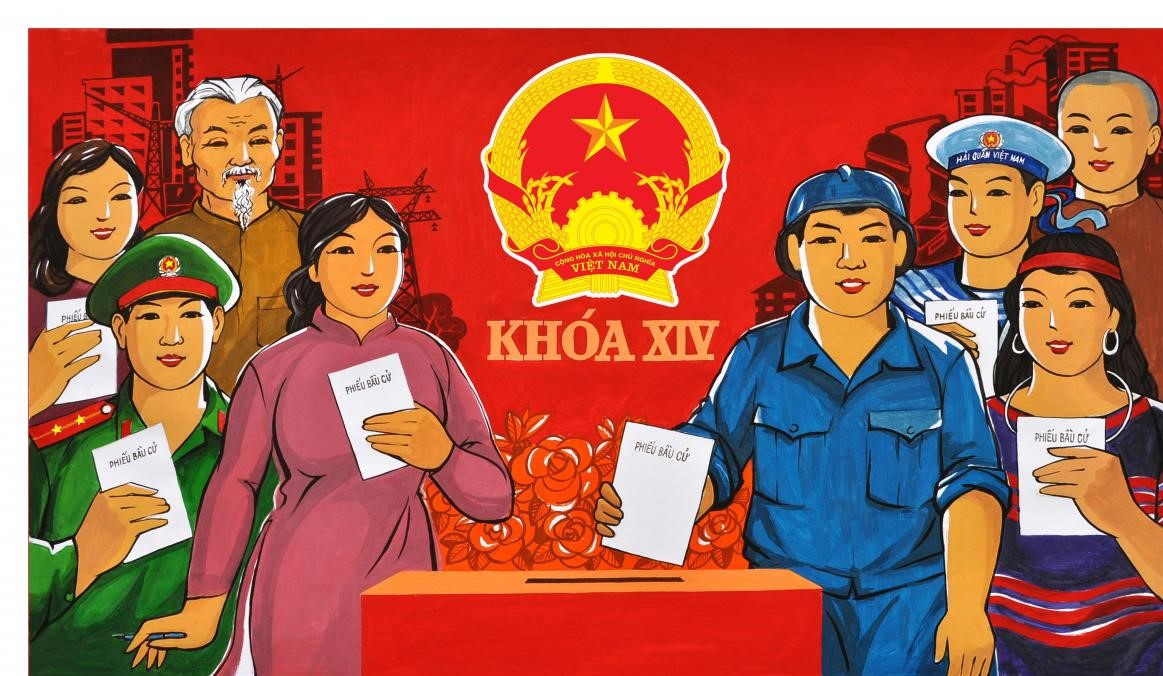 CỘNG HÒA XÃ HỘI CHỦ NGHĨA
VIỆT NAM
KHÓA XIV
HẢI QUÂN VIỆT NAM
PHIẾU B
PHIẾU BẦU CỬ
PHIẾU BẦU CỬ
PHIẾU BẦU CỬ
PHIẾU BẦU CỬ
PHIẾU BẦU CỬ